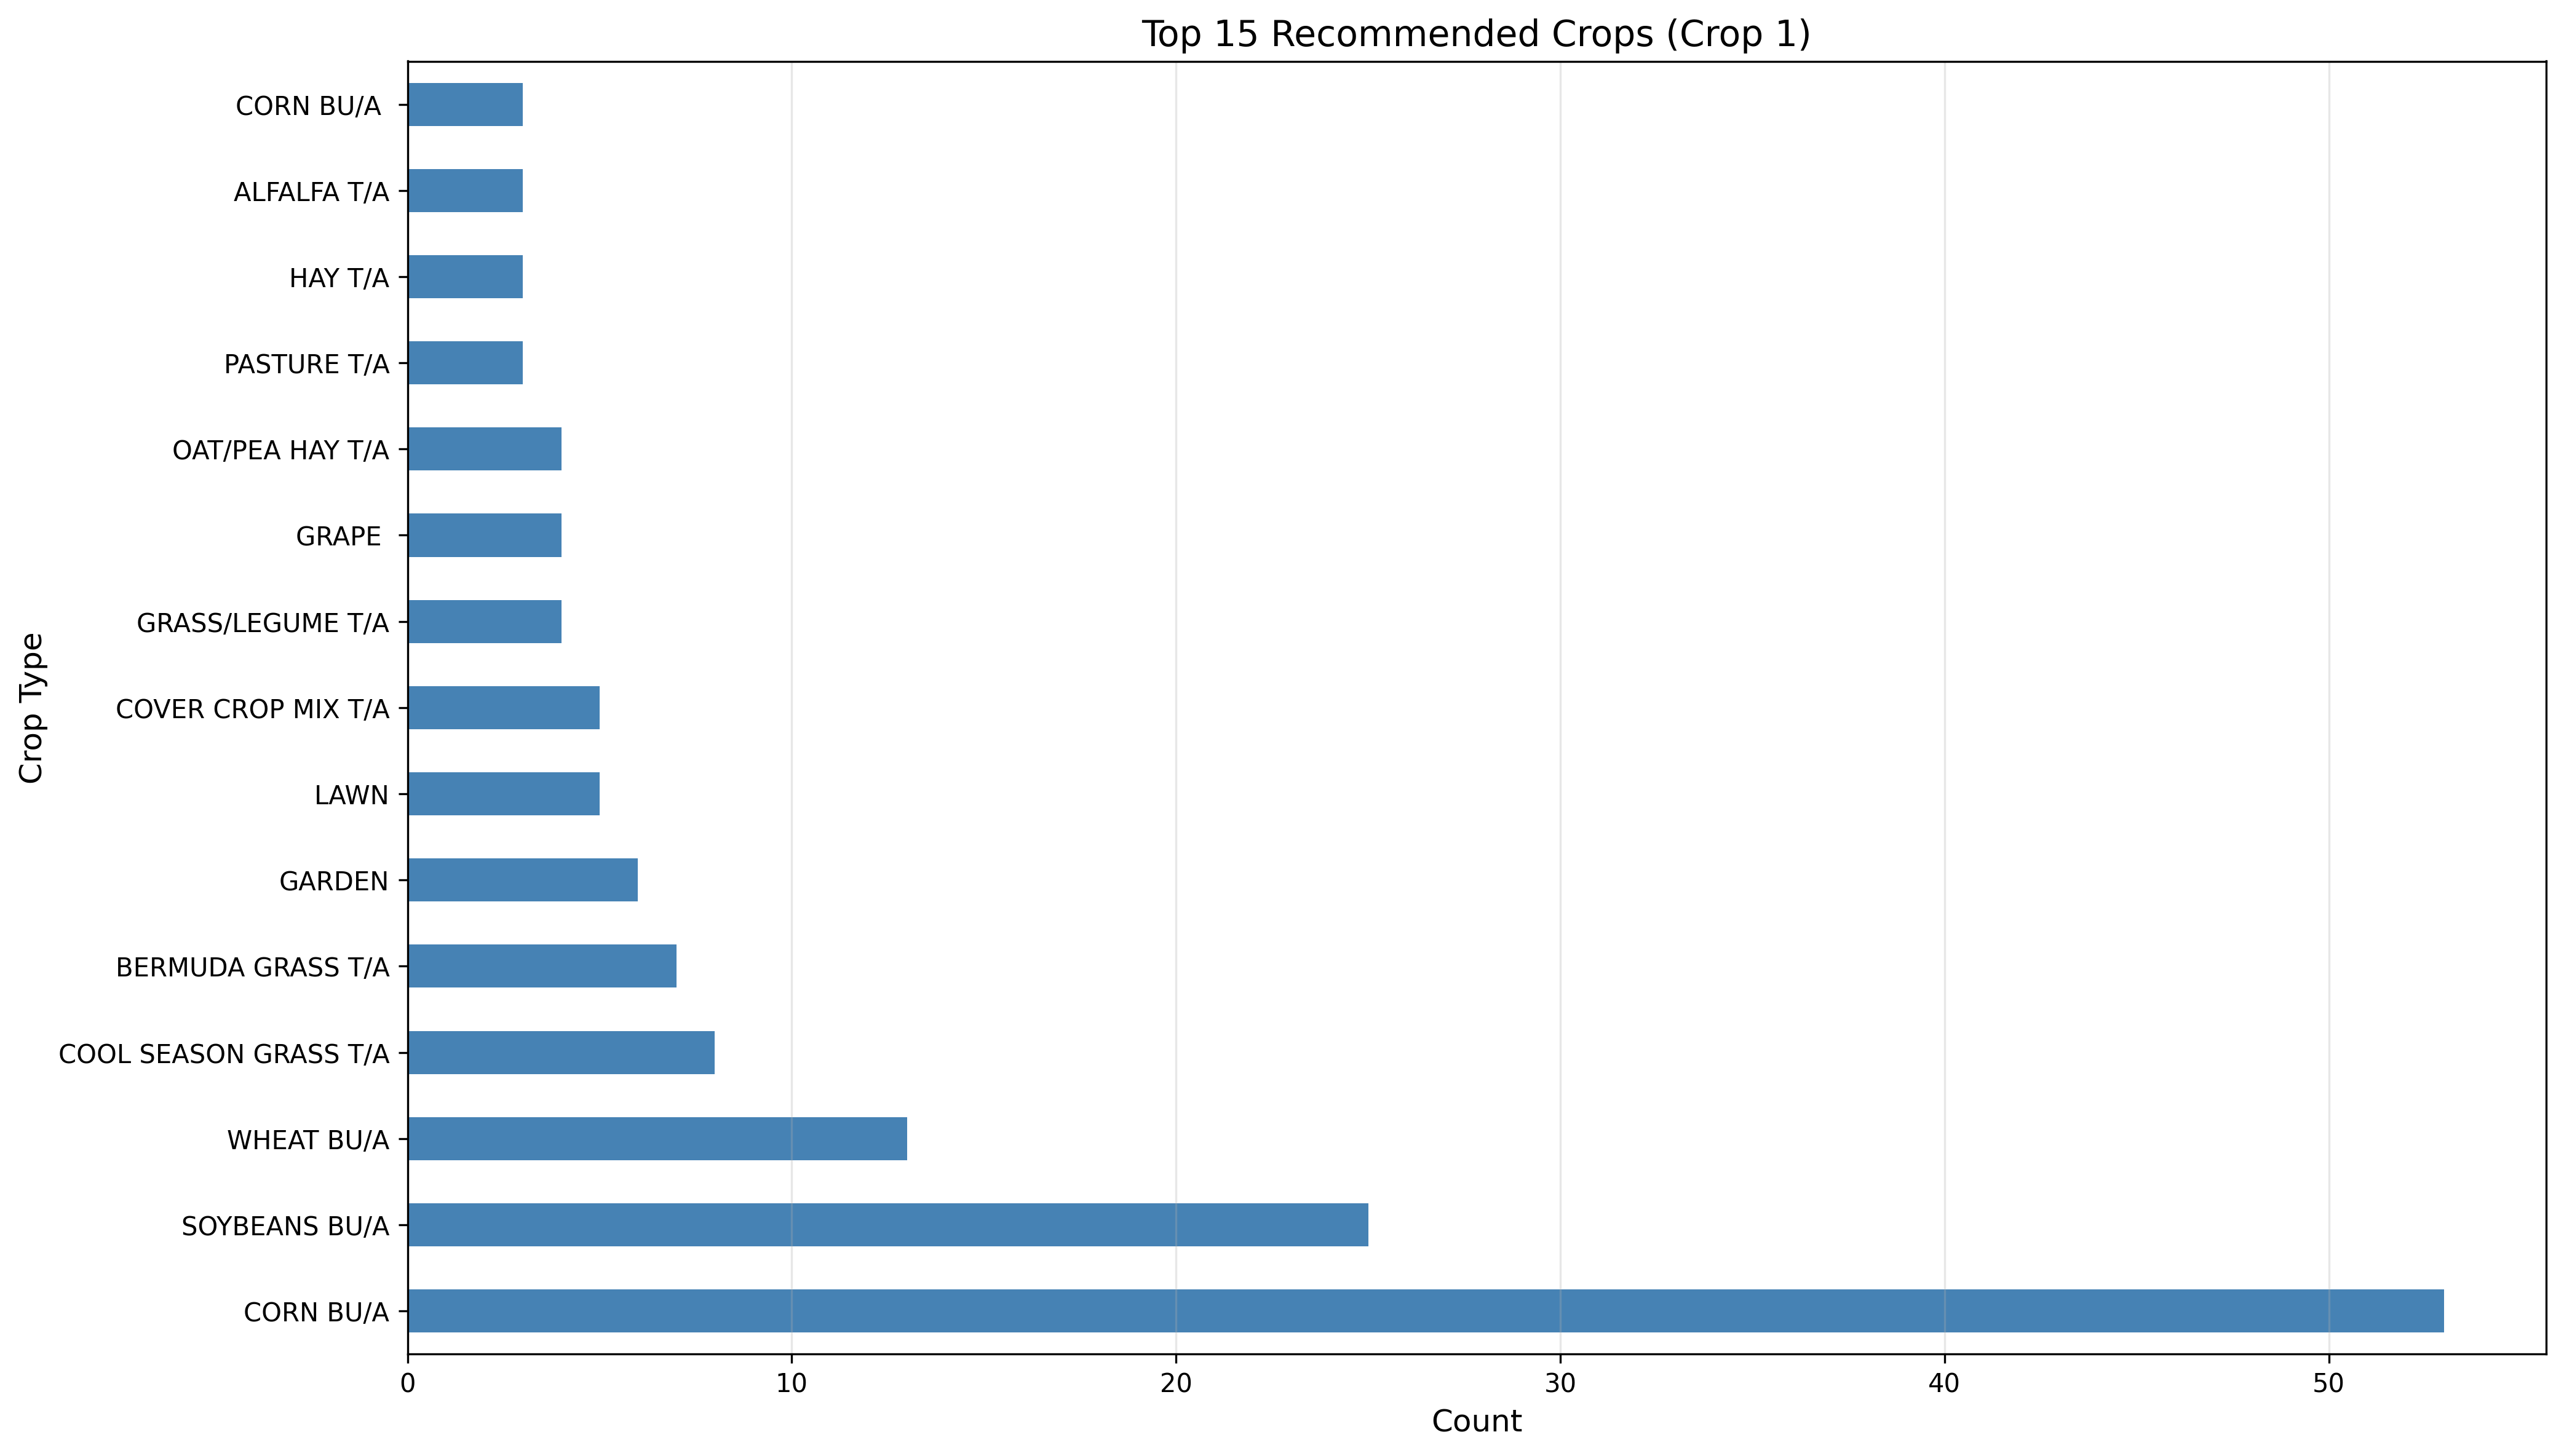 Top 15 Recommended Crops (Crop 1)
CORN BU/A
ALFALFA T/A
HAY T/A
PASTURE T/A
OAT/PEA HAY T/A
GRAPE
GRASS/LEGUME T/A
COVER CROP MIX T/A
LAWN
GARDEN
BERMUDA GRASS T/A
COOL SEASON GRASS T/A
WHEAT BU/A
SOYBEANS BU/A
CORN BU/A
Crop Type
0 10 20 30 40 50
Count